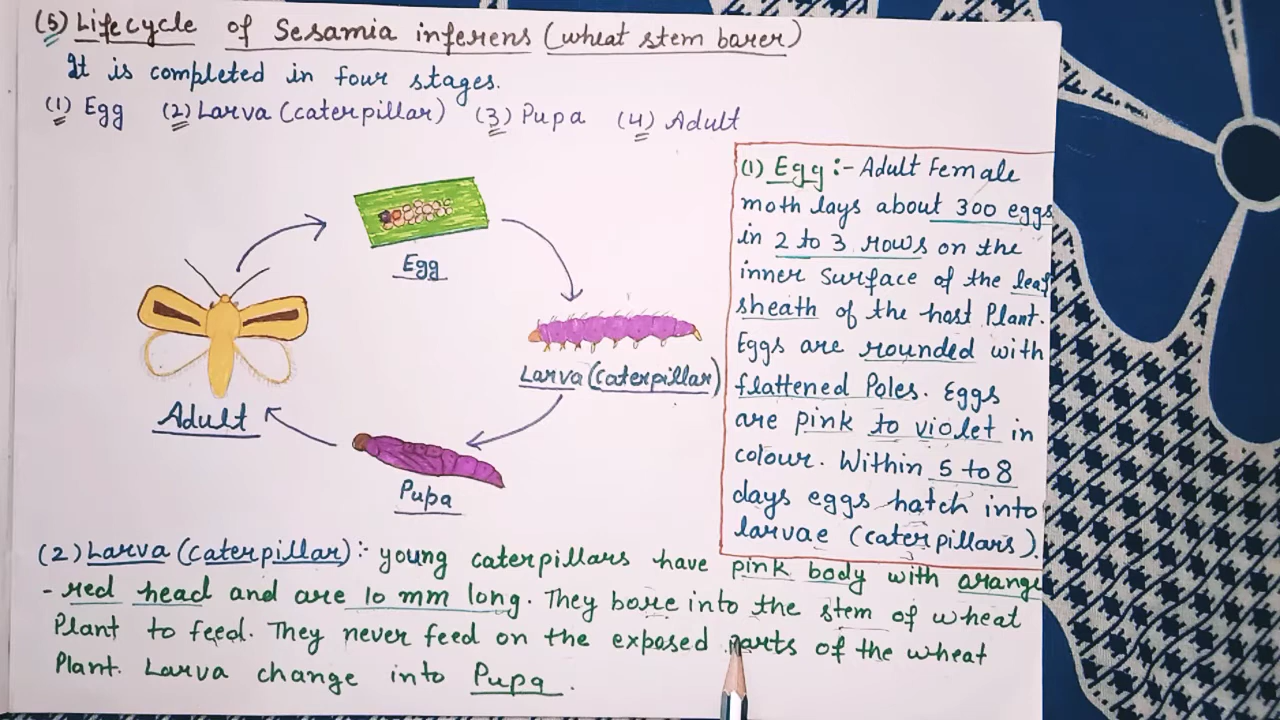 (5) Lifecycle of Sesamia inferens (wheat stem borer)
It is completed in four stages.
(1) Egg (2) Larva (caterpillar) (3) Pupa (4) Adult
(1) Egg :- Adult Female
moth lays about 300 eggs
in 2 to 3 rows on the
inner surface of the leaf
sheath of the host Plant.
Eggs are rounded with
flattened Poles. Eggs
are pink to violet in
colour. Within 5 to 8
days eggs hatch into
larvae (caterpillars).
Egg
Larva (Caterpillar)
Adult
Pupa
(2) Larva (Caterpillar) :- young caterpillars have pink body with orange
- red head and are 10 mm long. They bore into the stem of wheat
Plant to feed. They never feed on the exposed parts of the wheat
Plant. Larva change into Pupa.